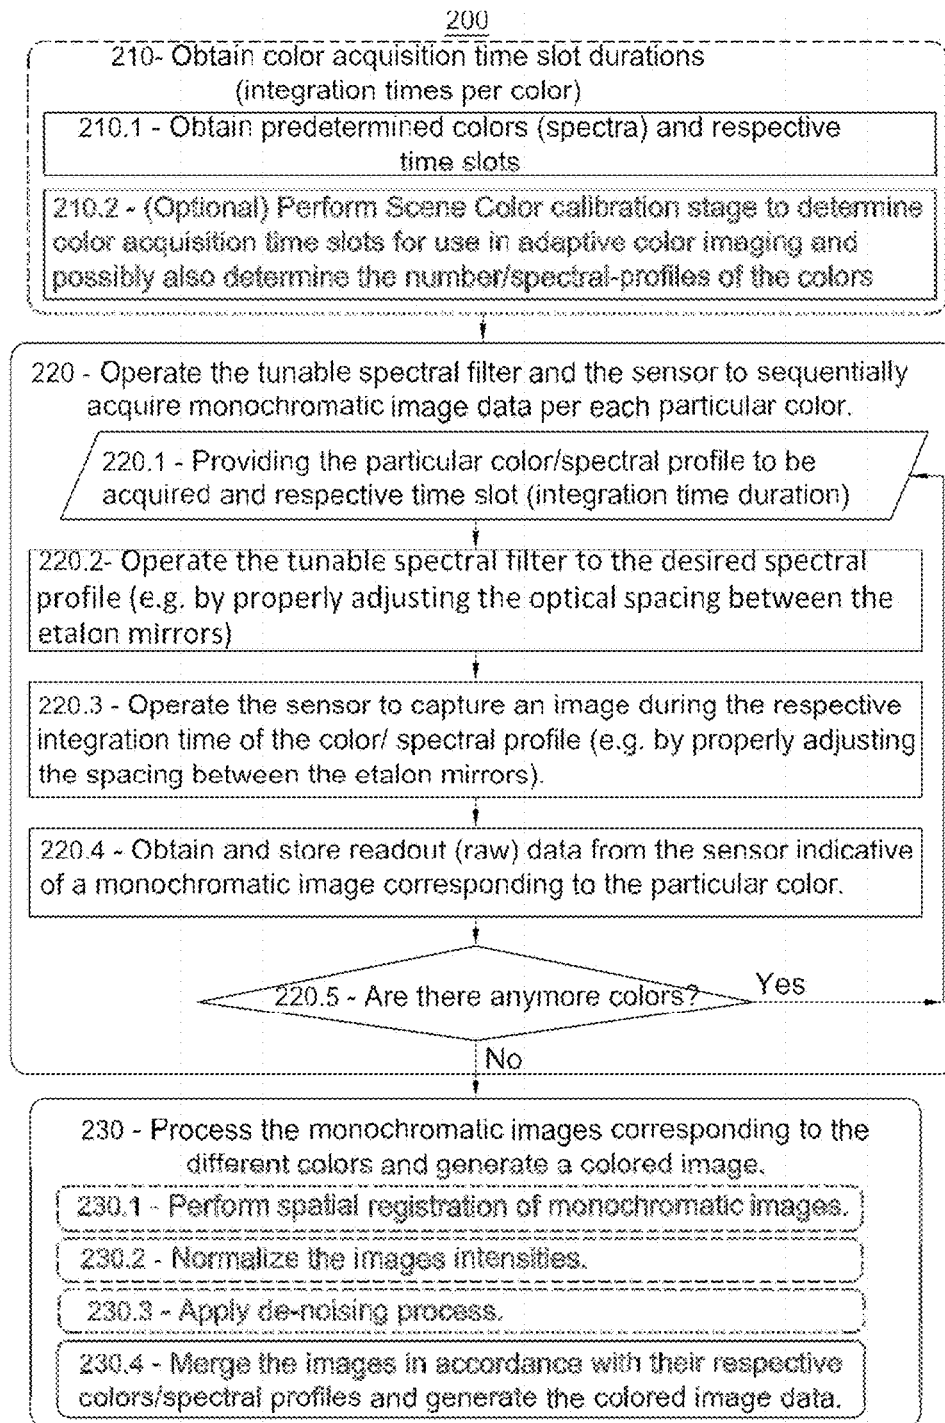 200
210- Obtain color acquisition time slot durations
(integration times per color)
210.1 - Obtain predetermined colors (spectra) and respective
time slots
210.2 - (Optional) Perform Scene Color calibration stage to determine
color acquisition time slots for use in adaptive color imaging and
possibly also determine the number/spectral-profiles of the colors
220 - Operate the tunable spectral filter and the sensor to sequentially
acquire monochromatic image data per each particular color.
220.1 - Providing the particular color/spectral profile to be
acquired and respective time slot (integration time duration)
220.2- Operate the tunable spectral filter to the desired spectral
profile (e.g. by properly adjusting the optical spacing between the
etalon mirrors)
220.3 - Operate the sensor to capture an image during the respective
integration time of the color/ spectral profile (e.g. by properly adjusting
the spacing between the etalon mirrors).
220.4 - Obtain and store readout (raw) data from the sensor indicative
of a monochromatic image corresponding to the particular color.
220.5 - Are there anymore colors?
Yes
No
230 - Process the monochromatic images corresponding to the
different colors and generate a colored image.
230.1 - Perform spatial registration of monochromatic images.
230.2 - Normalize the images intensities.
230.3 - Apply de-noising process.
230.4 - Merge the images in accordance with their respective
colors/spectral profiles and generate the colored image data.